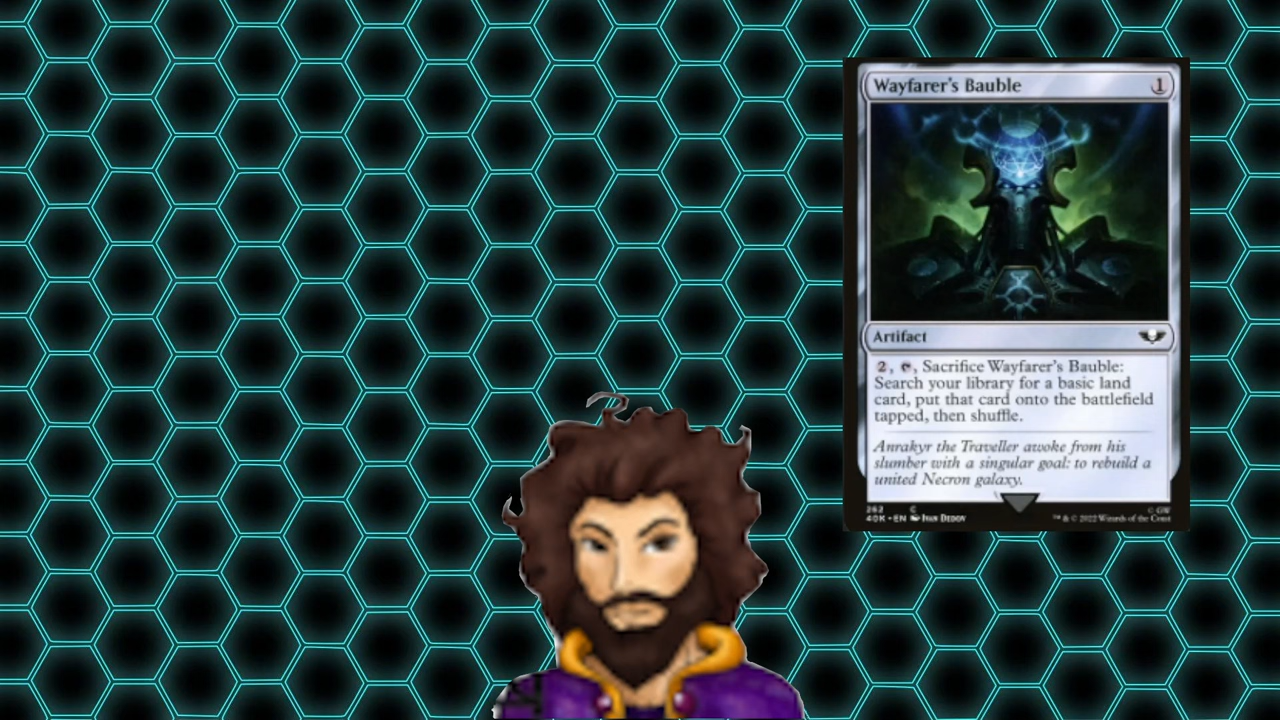 Wayfarer's Bauble 1
Artifact
2, , Sacrifice Wayfarer's Bauble:
Search your library for a basic land
card, put that card onto the battlefield
tapped, then shuffle.
Anrakyr the Traveller awoke from his
slumber with a singular goal: to rebuild a
united Necron galaxy.
262 C
40K • EN Ivan Dedov
© GW
™ & © 2022 Wizards of the Coast